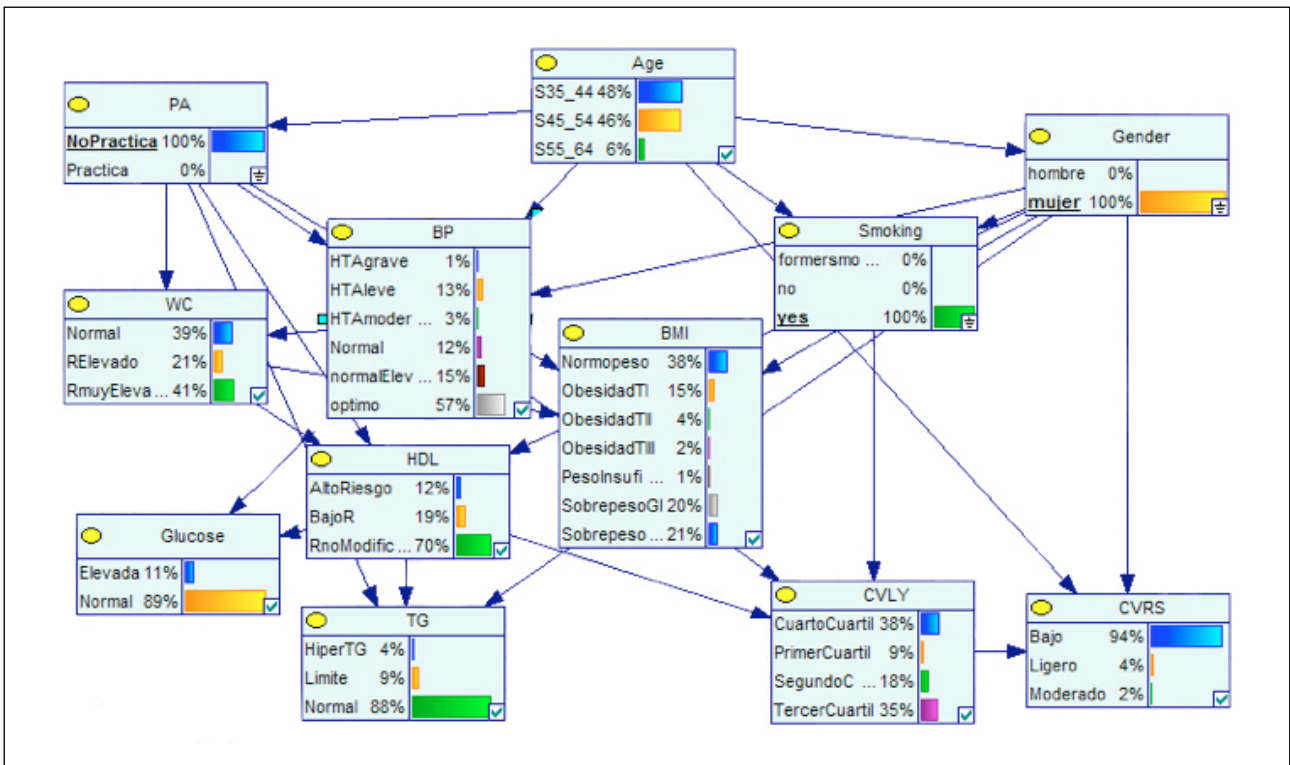 Age
S35_44 48%
S45_54 46%
S55_64 6%
PA
NoPractica 100%
Practica 0%
Gender
hombre 0%
mujer 100%
BP
HTAgrave 1%
HTAleve 13%
HTAmoder ... 3%
Normal 12%
normalElev ... 15%
optimo 57%
Smoking
formersmo ... 0%
no 0%
yes 100%
WC
Normal 39%
RElevado 21%
RmuyEleva ... 41%
BMI
Normopeso 38%
ObesidadTI 15%
ObesidadTII 4%
ObesidadTIII 2%
PesoInsufi ... 1%
SobrepesoGI 20%
Sobrepeso ... 21%
HDL
AltoRiesgo 12%
BajoR 19%
RnoModific ... 70%
Glucose
Elevada 11%
Normal 89%
TG
HiperTG 4%
Limite 9%
Normal 88%
CVLY
CuartoCuartil 38%
PrimerCuartil 9%
SegundoC ... 18%
TercerCuartil 35%
CVRS
Bajo 94%
Ligero 4%
Moderado 2%